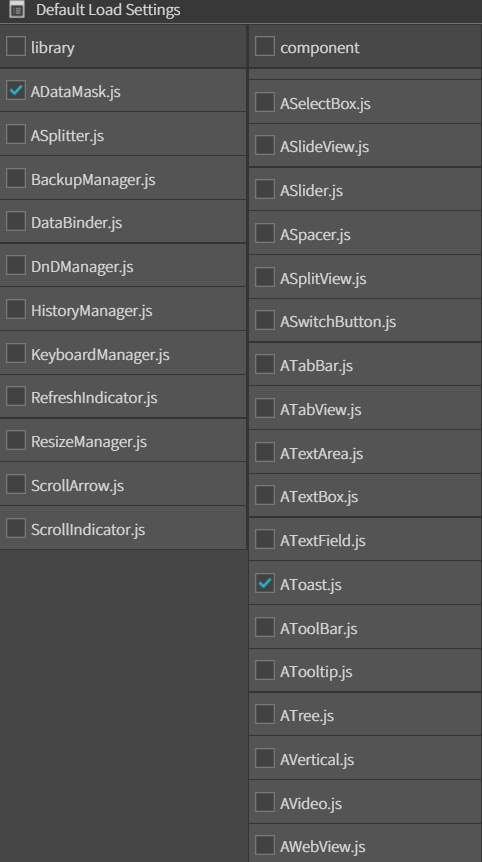 Default Load Settings
library
ADataMask.js
ASplitter.js
BackupManager.js
DataBinder.js
DnDManager.js
HistoryManager.js
KeyboardManager.js
RefreshIndicator.js
ResizeManager.js
ScrollArrow.js
ScrollIndicator.js
component
ASelectBox.js
ASlideView.js
ASlider.js
ASpacer.js
ASplitView.js
ASwitchButton.js
ATabBar.js
ATabView.js
ATextArea.js
ATextBox.js
ATextField.js
AToast.js
AToolBar.js
ATooltip.js
ATree.js
AVertical.js
AVideo.js
AWebView.js